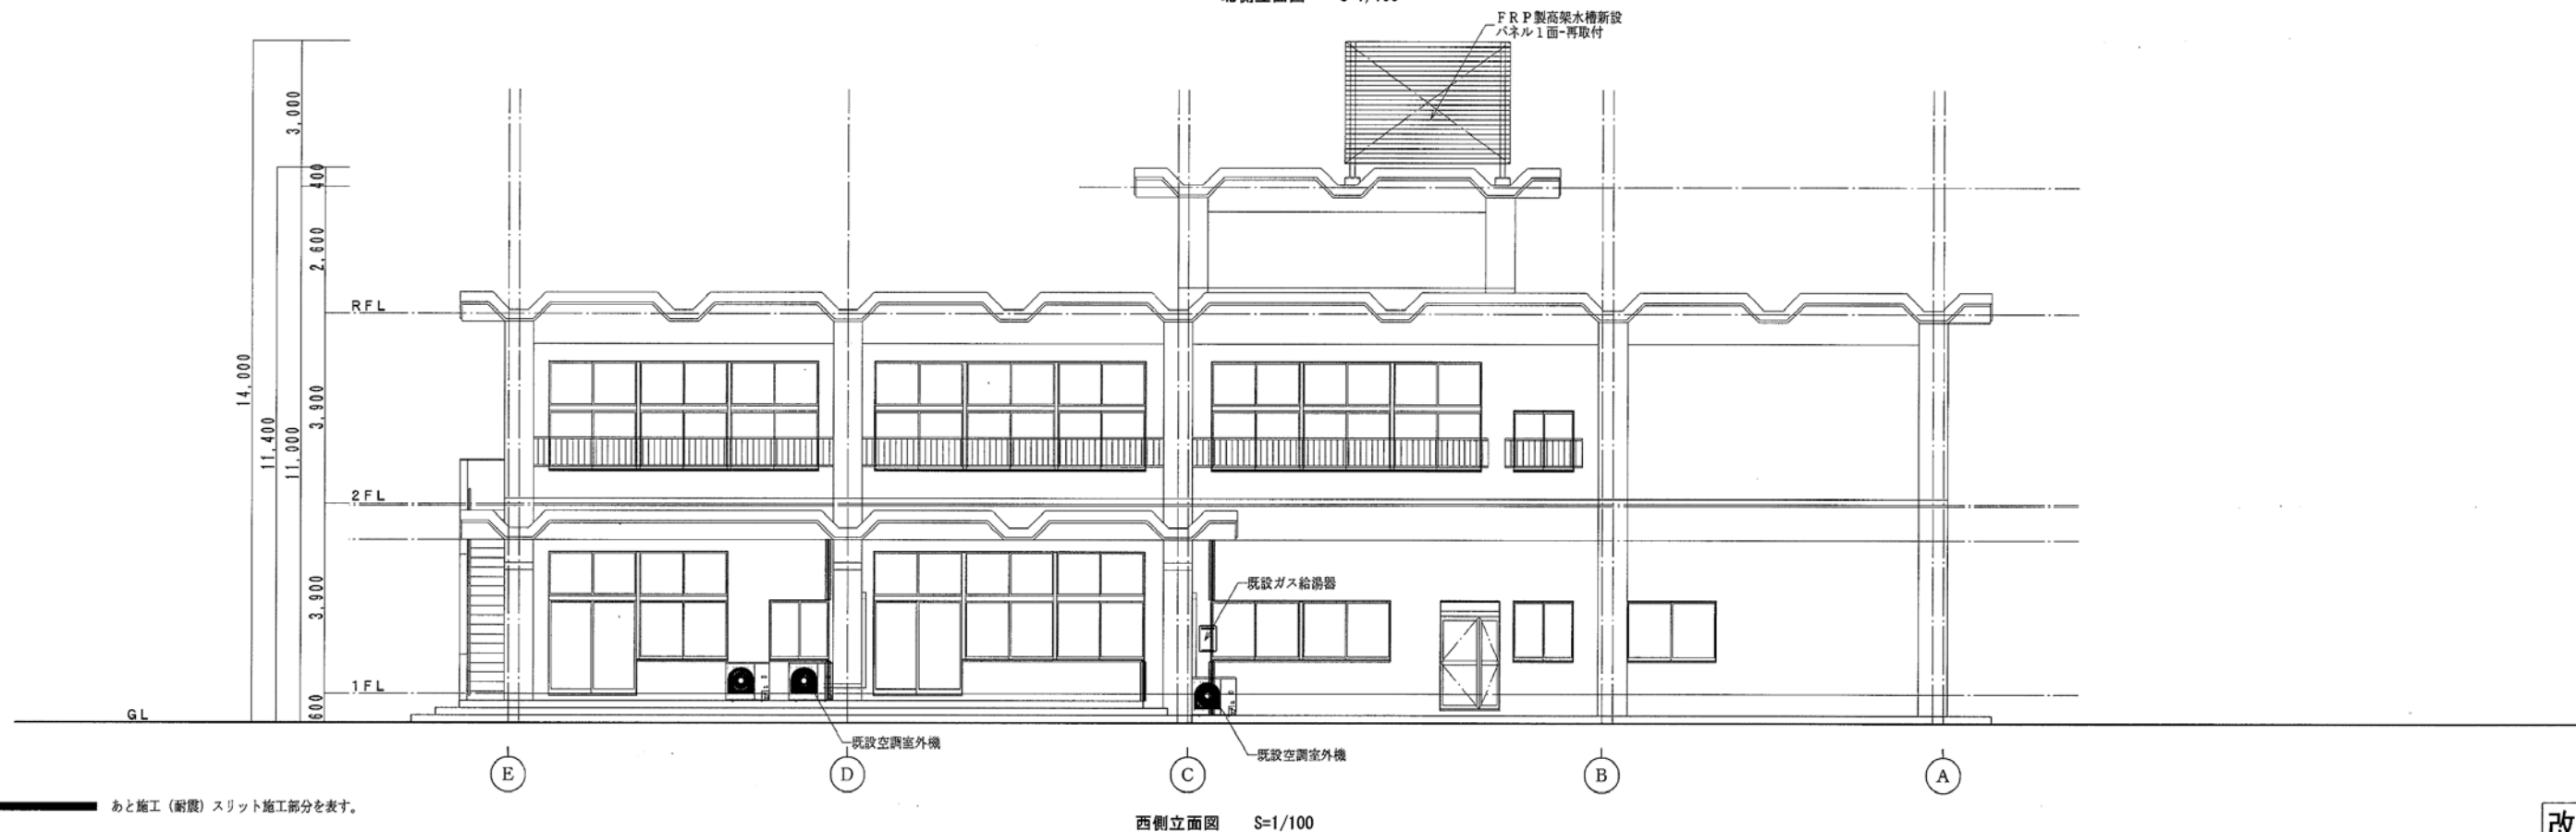 FRP製高架水槽新設
パネル1面-再取付
3,000
400
2,600
RFL
14,000
3,900
11,400
11,000
2FL
3,900
既設ガス給湯器
1FL
600
GL
既設空調室外機
既設空調室外機
E
D
C
B
A
あと施工(耐震)スリット施工部分を表す。
西側立面図 S=1/100
改